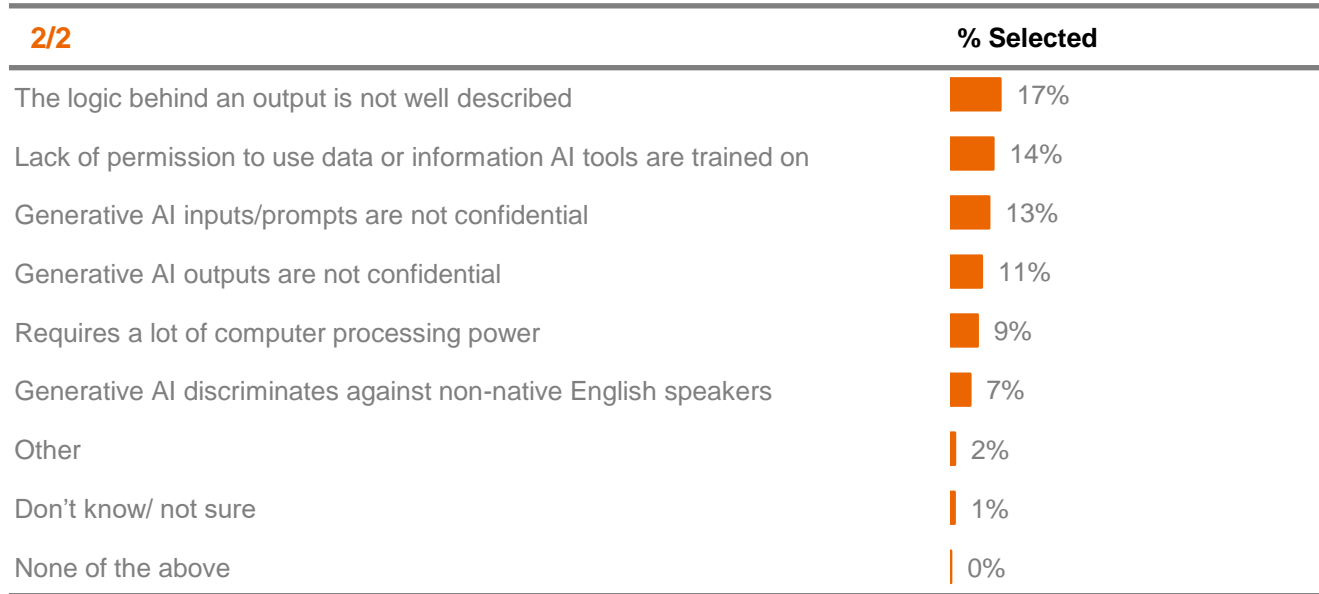 2/2 % Selected
The logic behind an output is not well described 17%
Lack of permission to use data or information AI tools are trained on 14%
Generative AI inputs/prompts are not confidential 13%
Generative AI outputs are not confidential 11%
Requires a lot of computer processing power 9%
Generative AI discriminates against non-native English speakers 7%
Other 2%
Don’t know/ not sure 1%
None of the above 0%